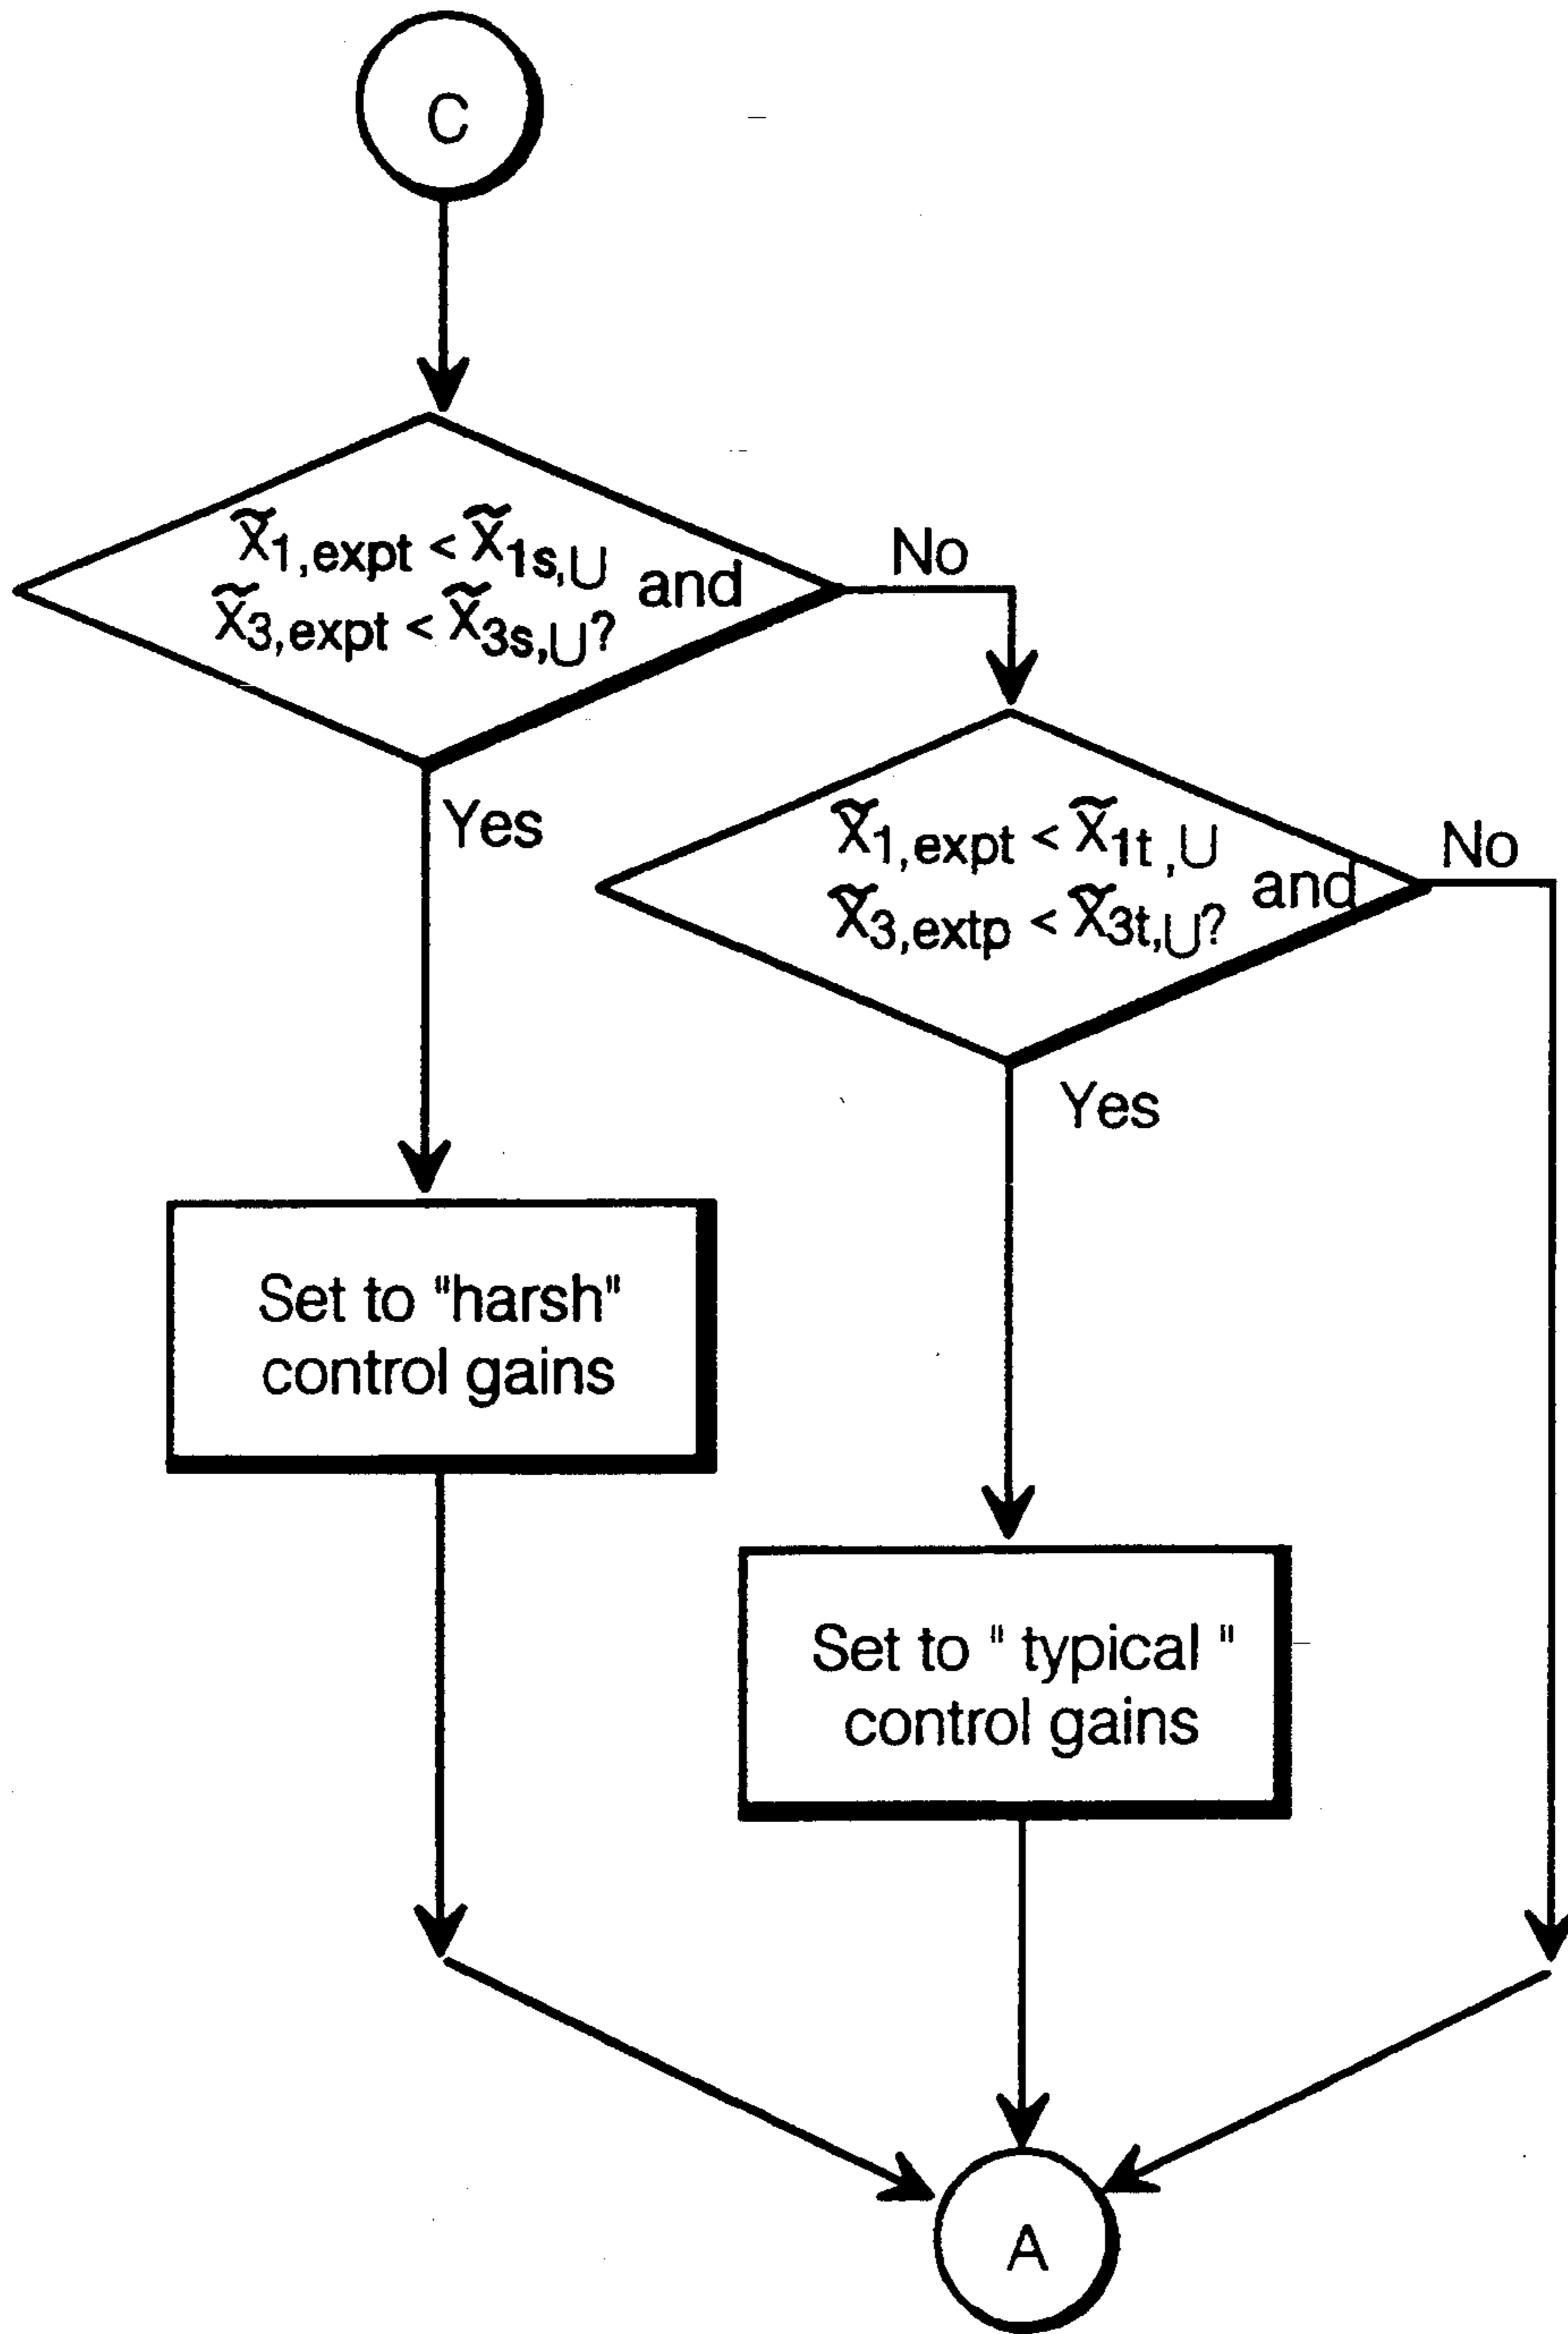 C
x̃1,expt < x̃1s,U and
x̃3,expt < x̃3s,U?
No
Yes
x̃1,expt < x̃1t,U and
x̃3,extp < x̃3t,U?
No
Yes
Set to "harsh"
control gains
Set to " typical "
control gains
A